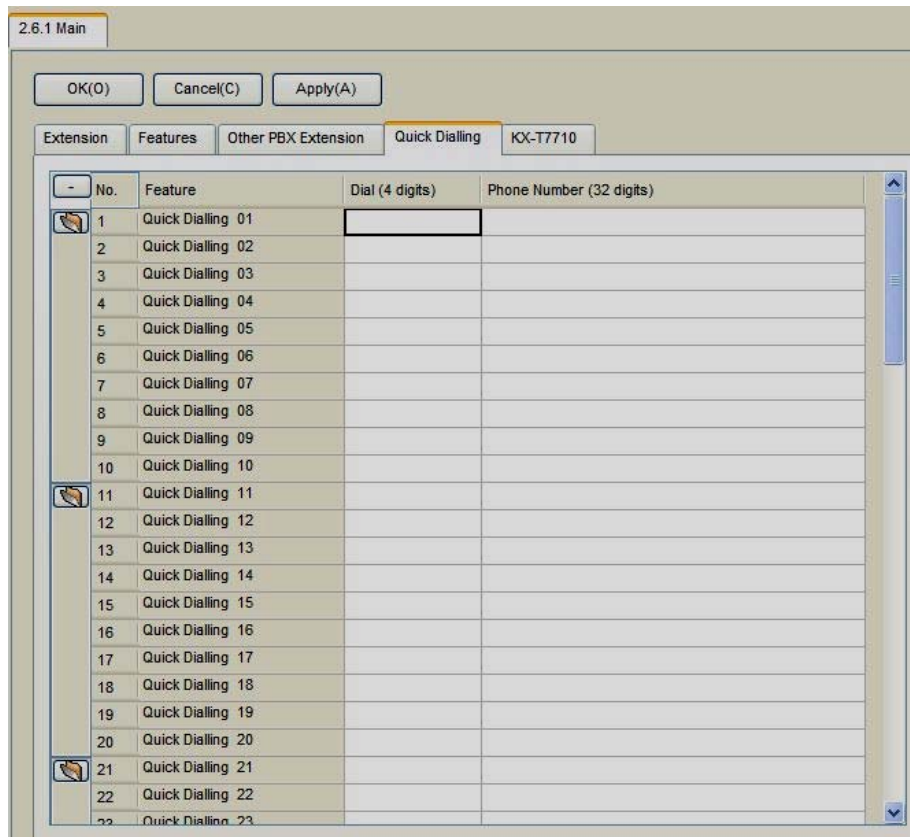 2.6.1 Main
OK(O) Cancel(C) Apply(A)
Extension Features Other PBX Extension Quick Dialling KX-T7710
- No. Feature Dial (4 digits) Phone Number (32 digits)
1 Quick Dialling 01
2 Quick Dialling 02
3 Quick Dialling 03
4 Quick Dialling 04
5 Quick Dialling 05
6 Quick Dialling 06
7 Quick Dialling 07
8 Quick Dialling 08
9 Quick Dialling 09
10 Quick Dialling 10
11 Quick Dialling 11
12 Quick Dialling 12
13 Quick Dialling 13
14 Quick Dialling 14
15 Quick Dialling 15
16 Quick Dialling 16
17 Quick Dialling 17
18 Quick Dialling 18
19 Quick Dialling 19
20 Quick Dialling 20
21 Quick Dialling 21
22 Quick Dialling 22
23 Quick Dialling 23